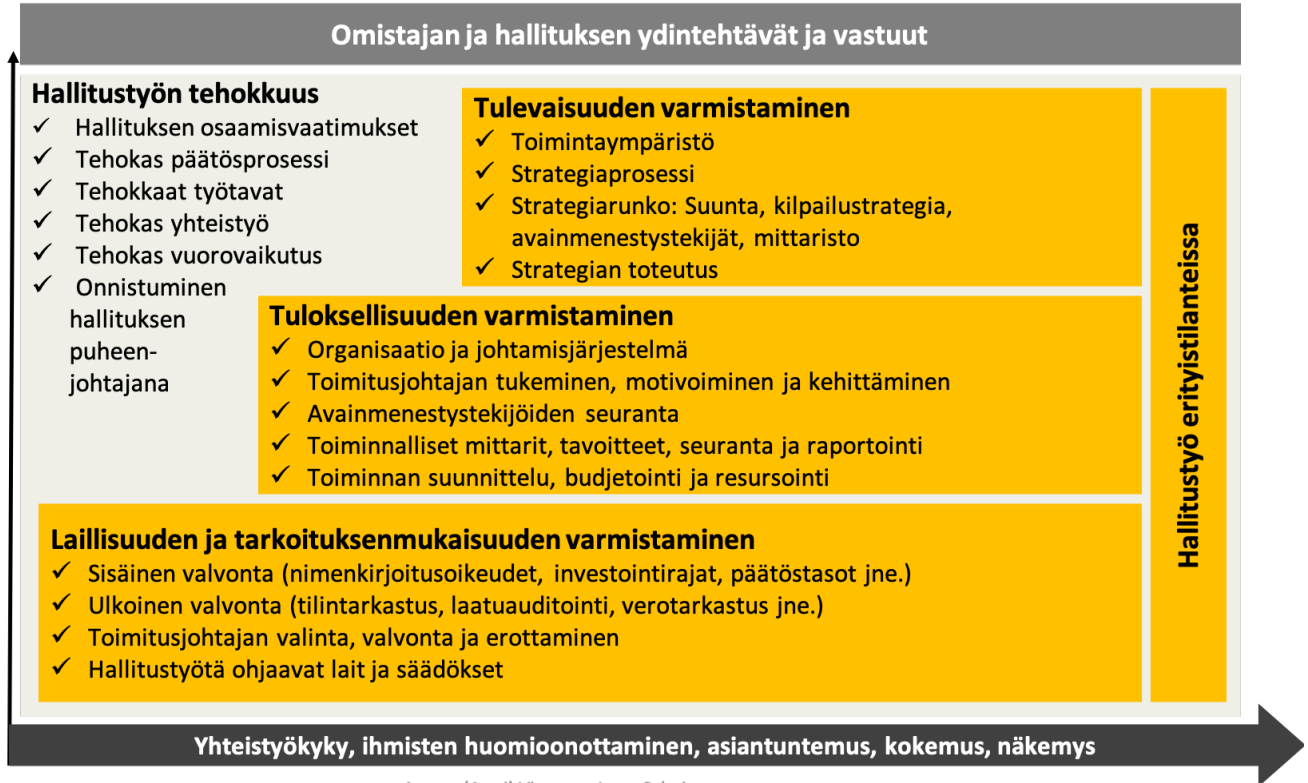 Omistajan ja hallituksen ydintehtävät ja vastuut
Hallitustyön tehokkuus
✓ Hallituksen osaamisvaatimukset
✓ Tehokas päätösprosessi
✓ Tehokkaat työtavat
✓ Tehokas yhteistyö
✓ Tehokas vuorovaikutus
✓ Onnistuminen
hallituksen
puheen-
johtajana
Tulevaisuuden varmistaminen
✓ Toimintaympäristö
✓ Strategiaprosessi
✓ Strategiarunko: Suunta, kilpailustrategia,
avainmenestystekijät, mittaristo
✓ Strategian toteutus
Tuloksellisuuden varmistaminen
✓ Organisaatio ja johtamisjärjestelmä
✓ Toimitusjohtajan tukeminen, motivoiminen ja kehittäminen
✓ Avainmenestystekijöiden seuranta
✓ Toiminnalliset mittarit, tavoitteet, seuranta ja raportointi
✓ Toiminnan suunnittelu, budjetointi ja resursointi
Laillisuuden ja tarkoituksenmukaisuuden varmistaminen
✓ Sisäinen valvonta (nimenkirjoitusoikeudet, investointirajat, päätöstasot jne.)
✓ Ulkoinen valvonta (tilintarkastus, laatuauditointi, verotarkastus jne.)
✓ Toimitusjohtajan valinta, valvonta ja erottaminen
✓ Hallitustyötä ohjaavat lait ja säädökset
Hallitustyö erityistilanteissa
Yhteistyökyky, ihmisten huomioonottaminen, asiantuntemus, kokemus, näkemys